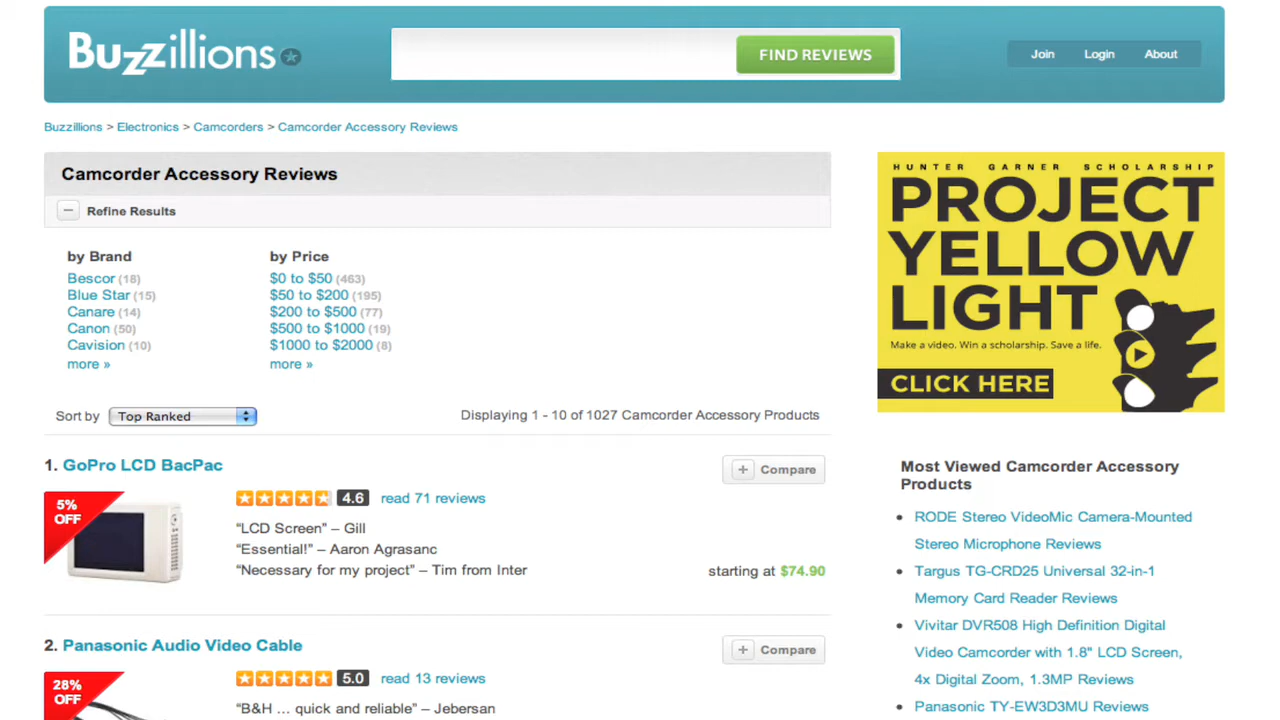 Buzzillions
FIND REVIEWS
Join Login About
Buzzillions > Electronics > Camcorders > Camcorder Accessory Reviews
Camcorder Accessory Reviews
Refine Results
by Brand
Bescor (18)
Blue Star (15)
Canare (14)
Canon (50)
Cavision (10)
more »
by Price
$0 to $50 (463)
$50 to $200 (195)
$200 to $500 (77)
$500 to $1000 (19)
$1000 to $2000 (8)
more »
Sort by Top Ranked
Displaying 1 - 10 of 1027 Camcorder Accessory Products
1. GoPro LCD BacPac
+ Compare
5%
OFF
4.6 read 71 reviews
“LCD Screen” – Gill
“Essential!” – Aaron Agrasanc
“Necessary for my project” – Tim from Inter
starting at $74.90
2. Panasonic Audio Video Cable
+ Compare
28%
OFF
5.0 read 13 reviews
“B&H ... quick and reliable” – Jebersan
HUNTER GARNER SCHOLARSHIP
PROJECT
YELLOW
LIGHT
Make a video. Win a scholarship. Save a life.
CLICK HERE
Most Viewed Camcorder Accessory
Products
RODE Stereo VideoMic Camera-Mounted
Stereo Microphone Reviews
Targus TG-CRD25 Universal 32-in-1
Memory Card Reader Reviews
Vivitar DVR508 High Definition Digital
Video Camcorder with 1.8" LCD Screen,
4x Digital Zoom, 1.3MP Reviews
Panasonic TY-EW3D3MU Reviews